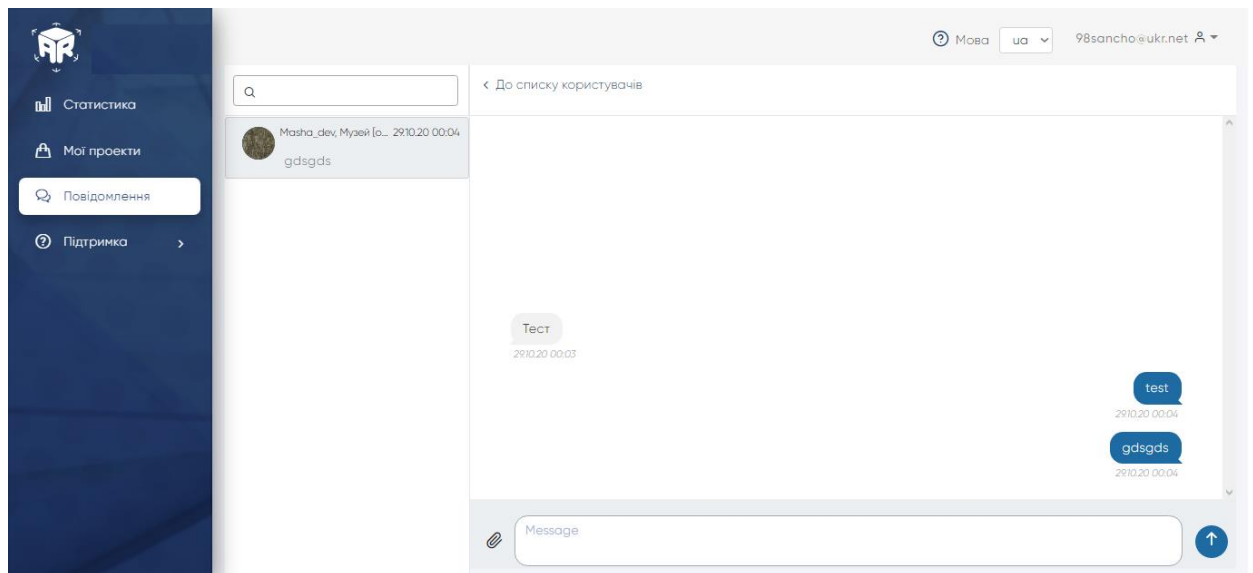 AR
Мова ua 98sancho@ukr.net
Статистика
Мої проекти
Повідомлення
Підтримка
Masha_dev, Музей [о... 29.10.20 00:04
gdsgds
До списку користувачів
Тест
29.10.20 00:03
test
29.10.20 00:04
gdsgds
29.10.20 00:04
Message